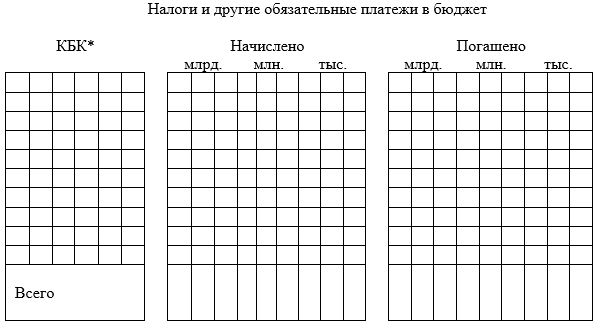 Налоги и другие обязательные платежи в бюджет
КБК* Начислено Погашено
млрд. млн. тыс. млрд. млн. тыс.
Всего